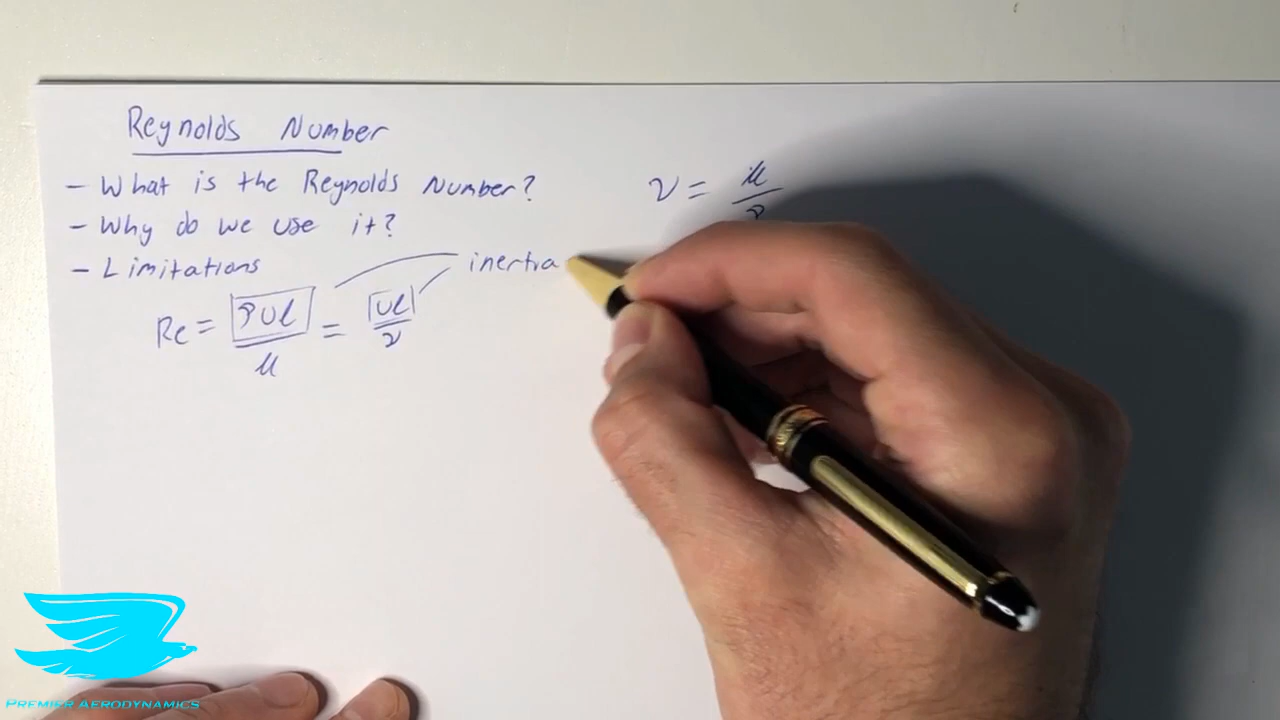 Reynolds Number
- What is the Reynolds Number?
- Why do we use it?
- Limitations
ν = μ / ρ
inertia
Re = ρUl / μ = Ul / ν
PREMIER AERODYNAMICS